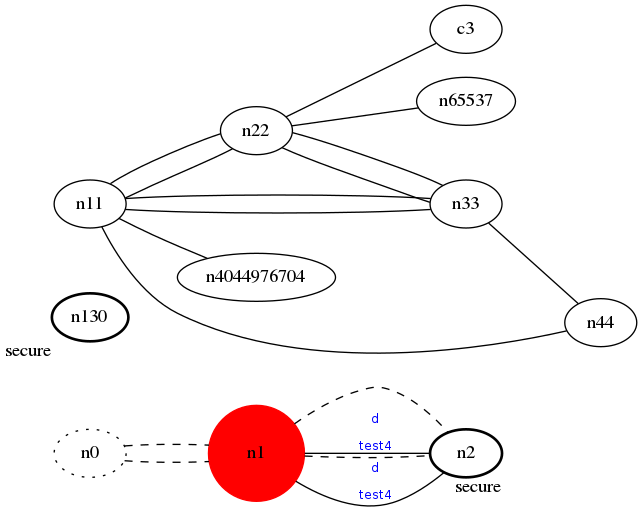 c3
n65537
n22
n11
n33
n4044976704
n130
n44
secure
d
test4
n0
n1
n2
d
secure
test4